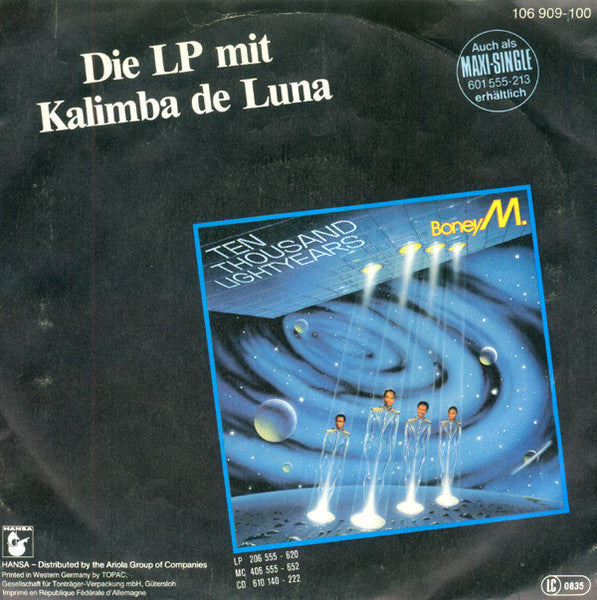 106 909-100
Die LP mit
Kalimba de Luna
Auch als
MAXI-SINGLE
601 555-213
erhältlich
Boney M.
TEN
THOUSAND
LIGHTYEARS
LP 206 555 - 620
MC 406 555 - 652
CD 610 140 - 222
HANSA
HANSA – Distributed by the Ariola Group of Companies
Printed in Western Germany by TOPAC,
Gesellschaft für Tonträger-Verpackung mbH, Gütersloh
Imprimé en République Fédérale d'Allemagne
LC 0835